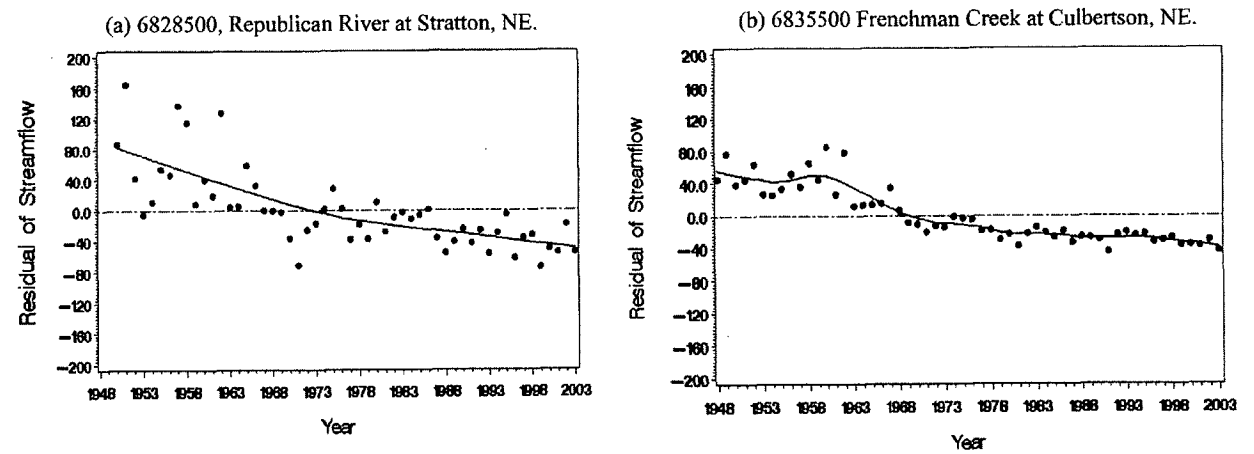 (a) 6828500, Republican River at Stratton, NE.
200
160
120
80.0
40.0
0.0
−40
−80
−120
−160
−200
Residual of Streamflow
1948 1953 1958 1963 1968 1973 1978 1983 1988 1993 1998 2003
Year
(b) 6835500 Frenchman Creek at Culbertson, NE.
200
160
120
80.0
40.0
0.0
−40
−80
−120
−160
−200
Residual of Streamflow
1948 1953 1958 1963 1968 1973 1978 1983 1988 1993 1998 2003
Year